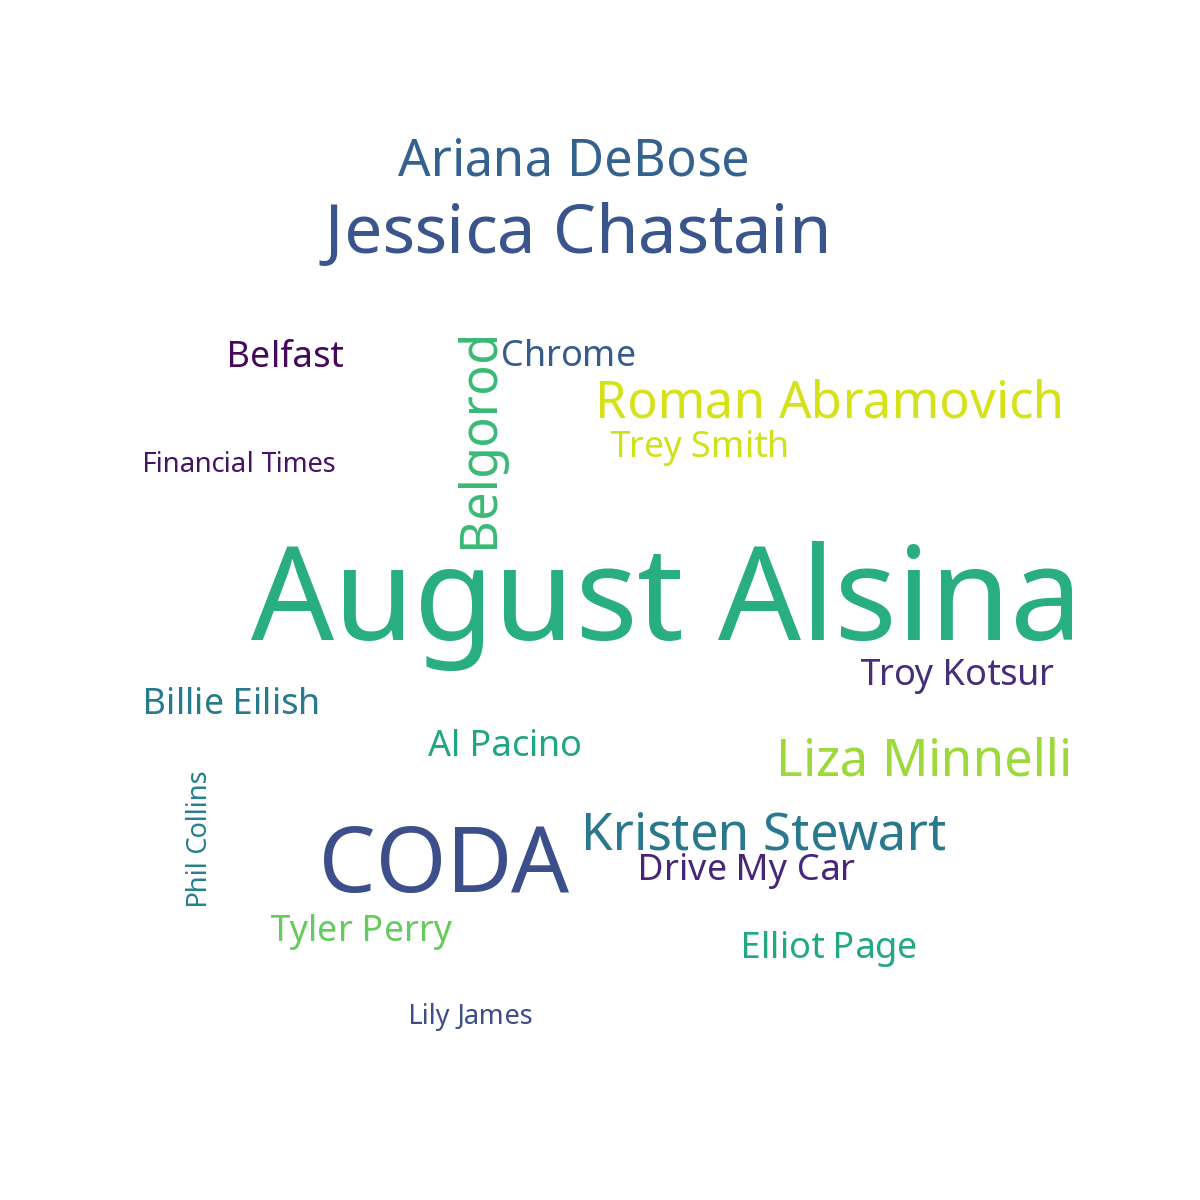 Ariana DeBose
Jessica Chastain
Belfast
Belgorod
Chrome
Roman Abramovich
Trey Smith
Financial Times
August Alsina
Troy Kotsur
Billie Eilish
Al Pacino
Liza Minnelli
Phil Collins
CODA
Kristen Stewart
Drive My Car
Tyler Perry
Elliot Page
Lily James